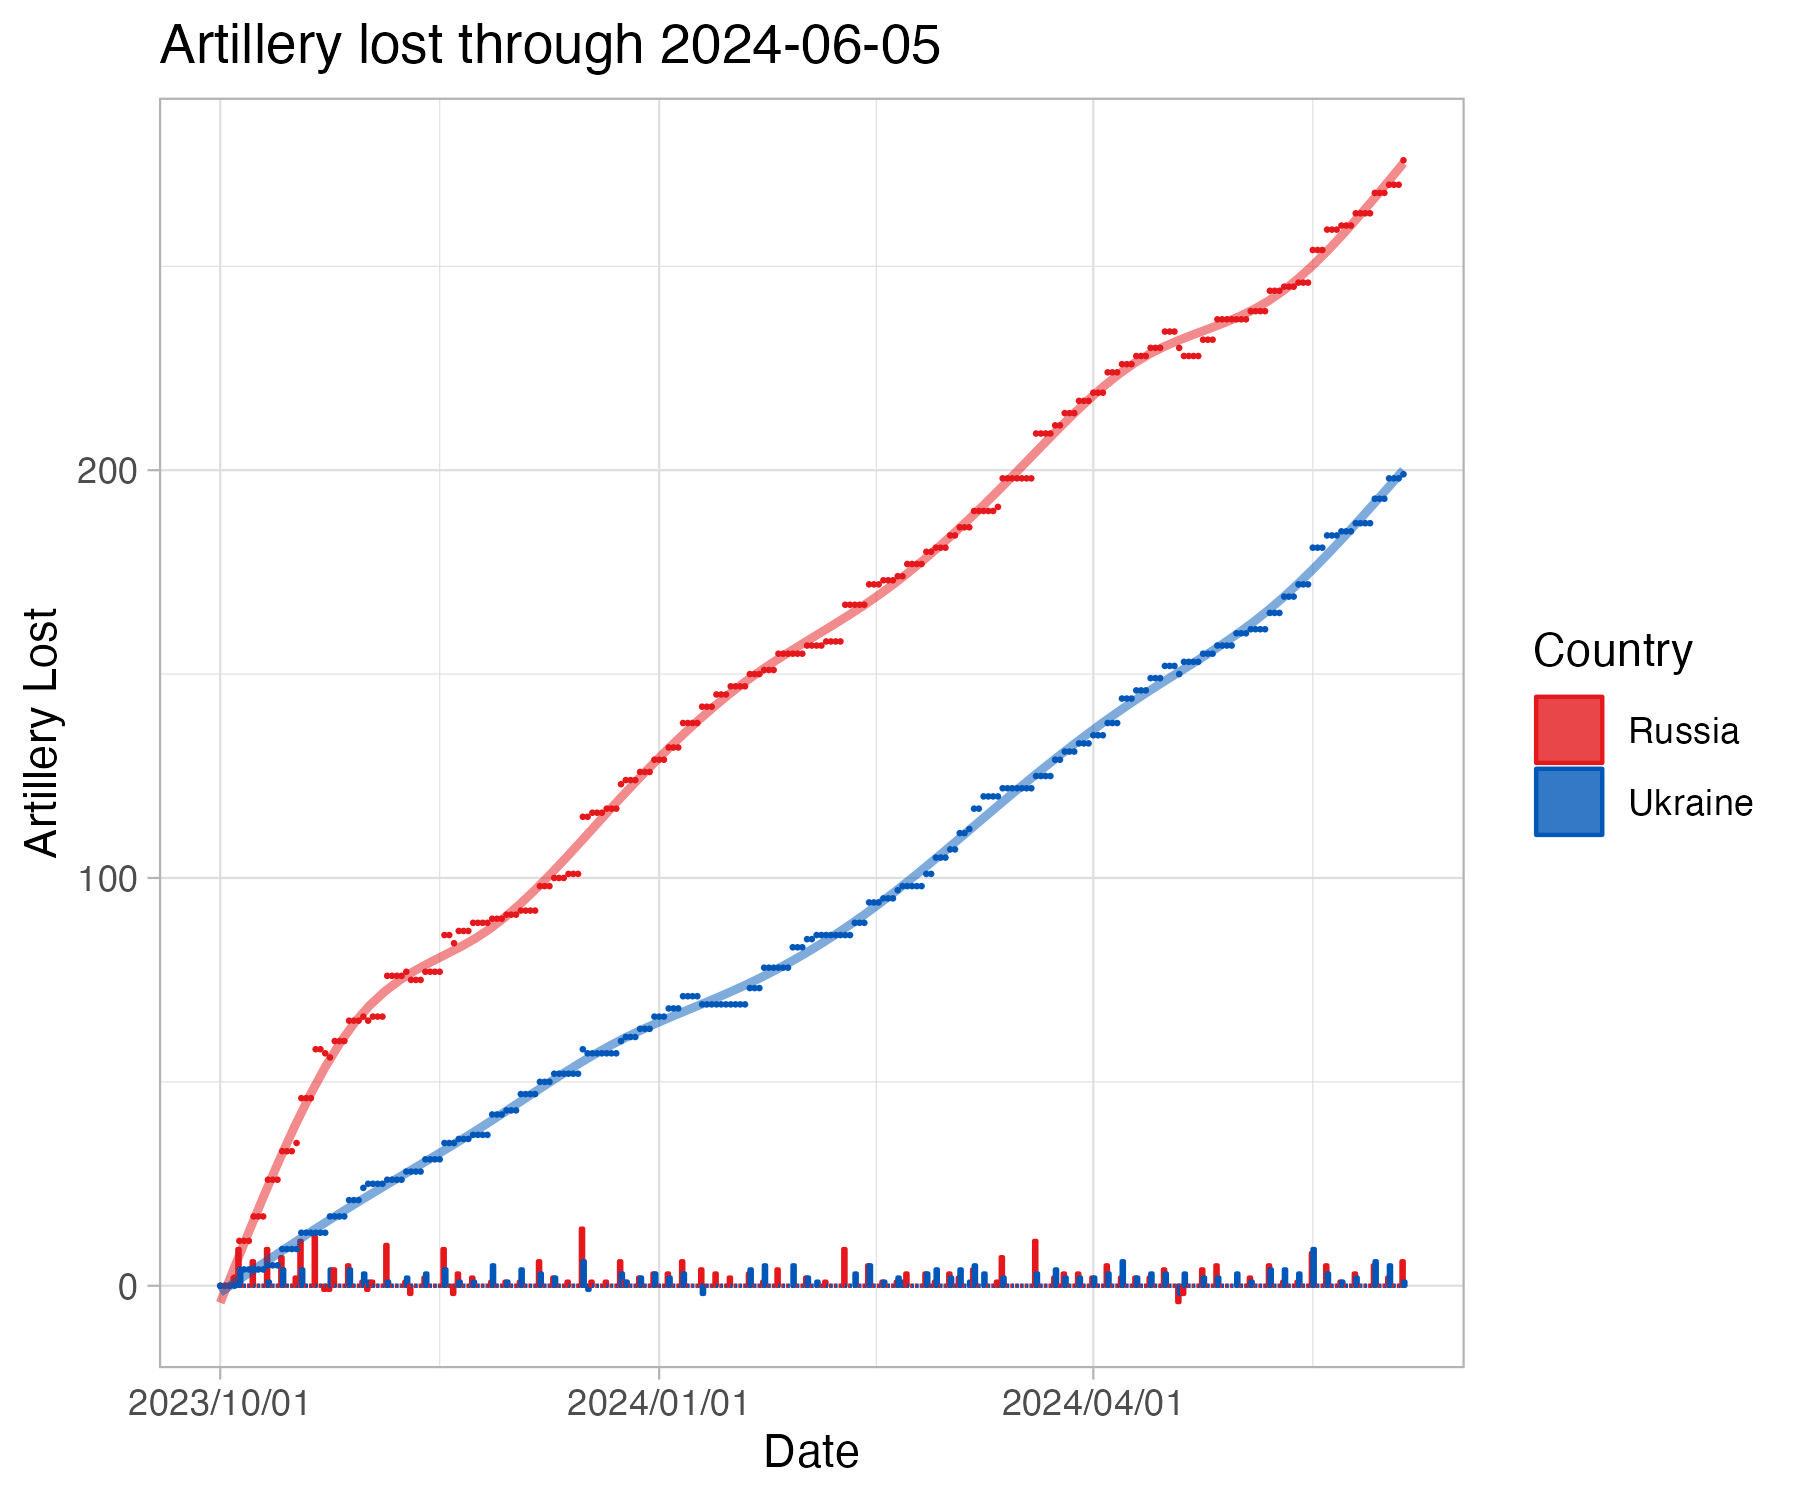 Artillery lost through 2024-06-05
Artillery Lost
200
100
0
2023/10/01
2024/01/01
2024/04/01
Date
Country
Russia
Ukraine